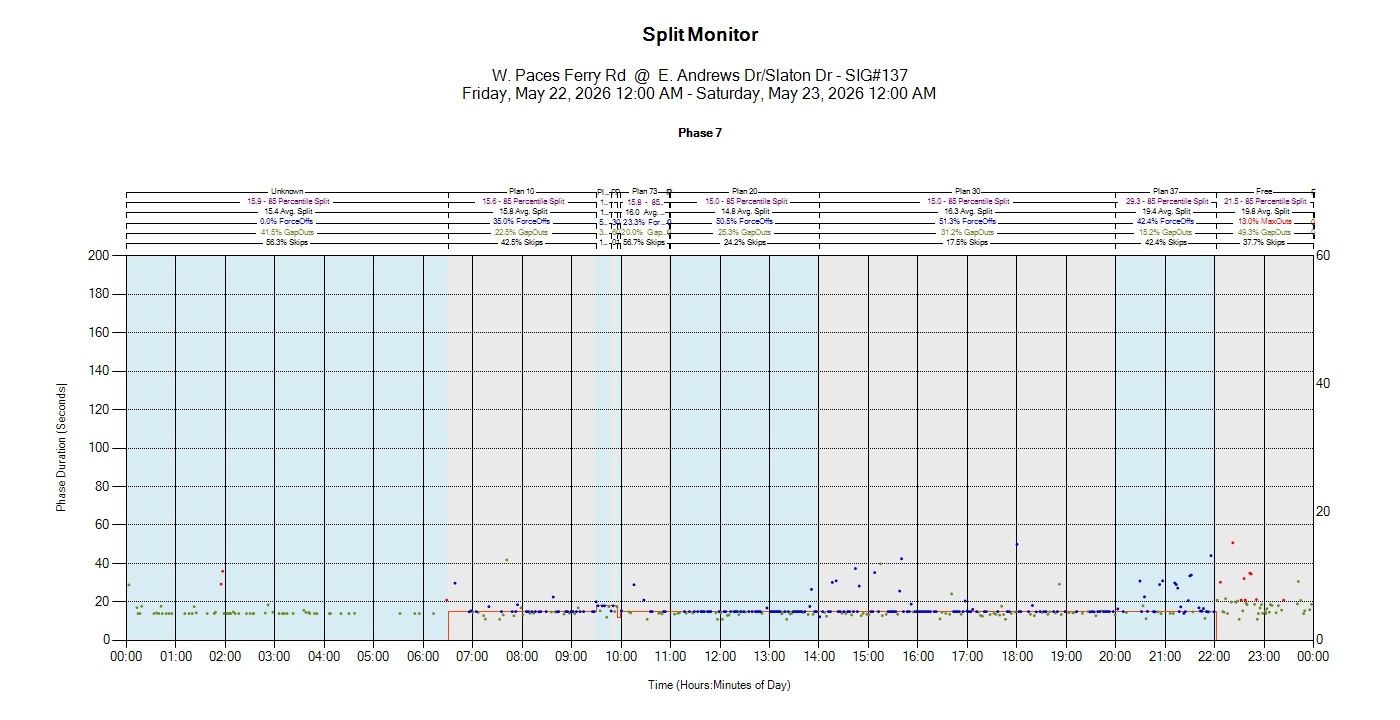 Split Monitor
W. Paces Ferry Rd @ E. Andrews Dr/Slaton Dr - SIG#137
Friday, May 22, 2026 12:00 AM - Saturday, May 23, 2026 12:00 AM
Phase 7
Unknown Plan 10 Pl... Plan 73 Plan 20 Plan 30 Plan 37 Free F
15.9 - 85 Percentile Split 15.6 - 85 Percentile Split 1... 15.8 - 85... 15.0 - 85 Percentile Split 15.0 - 85 Percentile Split 29.3 - 85 Percentile Split 21.5 - 85 Percentile Split
15.4 Avg. Split 15.8 Avg. Split 1... 16.0 Avg. ... 14.8 Avg. Split 16.3 Avg. Split 19.4 Avg. Split 19.8 Avg. Split
0.0% ForceOffs 35.0% ForceOffs 5... 23.3% For... 50.5% ForceOffs 51.3% ForceOffs 42.4% ForceOffs 13.0% MaxOuts
41.5% GapOuts 22.5% GapOuts 3... 20.0% Gap... 25.3% GapOuts 31.2% GapOuts 15.2% GapOuts 49.3% GapOuts
56.3% Skips 42.5% Skips 1... 56.7% Skips 24.2% Skips 17.5% Skips 42.4% Skips 37.7% Skips
200 60
180
160
140 40
120
100
80
60 20
40
20
0 0
Phase Duration (Seconds)
00:00 01:00 02:00 03:00 04:00 05:00 06:00 07:00 08:00 09:00 10:00 11:00 12:00 13:00 14:00 15:00 16:00 17:00 18:00 19:00 20:00 21:00 22:00 23:00 00:00
Time (Hours:Minutes of Day)